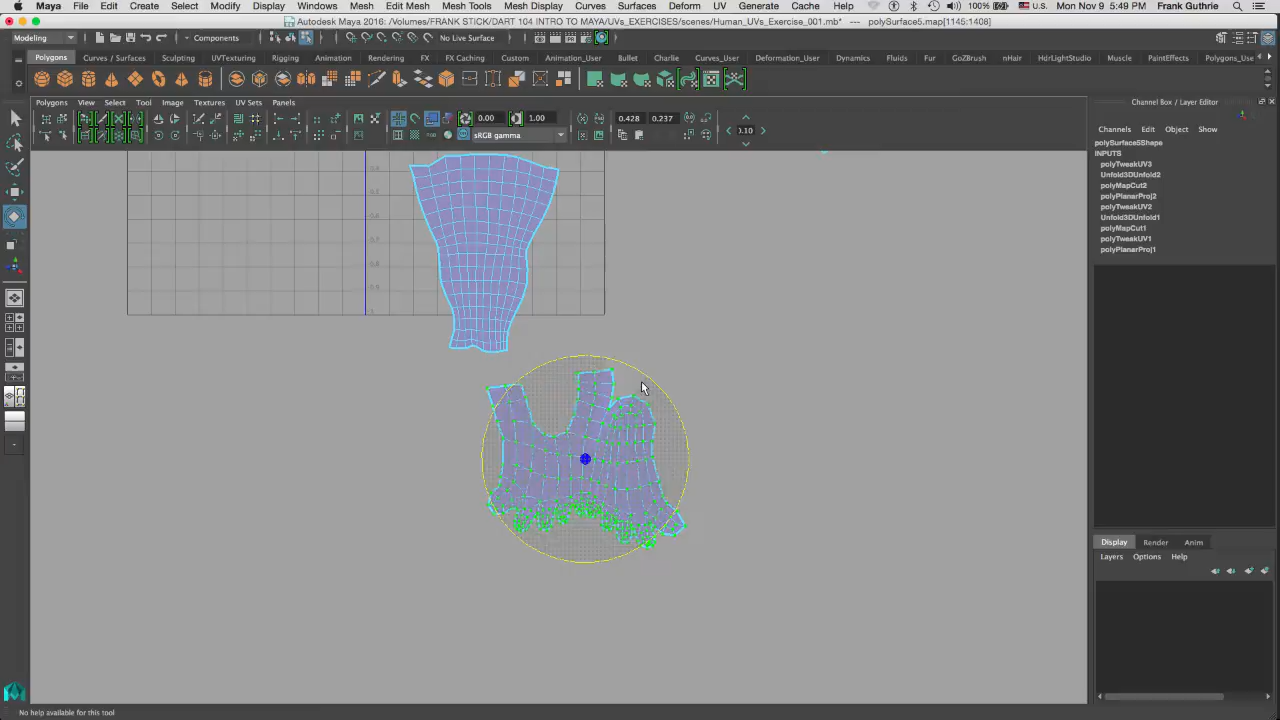 Maya File Edit Create Select Modify Display Windows Mesh Edit Mesh Mesh Tools Mesh Display Curves Surfaces Deform UV Generate Cache Help 100% U.S. Mon Nov 9 5:49 PM Frank Guthrie
Autodesk Maya 2016: /Volumes/FRANK STICK/DART 104 INTRO TO MAYA/UVs_EXERCISES/scenes/Human_UVs_Exercise_001.mb* --- polySurface5.map[1145:1408]
Modeling Components No Live Surface
Polygons Curves / Surfaces Sculpting UVTexturing Rigging Animation Rendering FX FX Caching Custom Animation_User Bullet Charlie Curves_User Deformation_User Dynamics Fluids Fur GoZBrush nHair HdrLightStudio Muscle PaintEffects Polygons_Use
Polygons View Select Tool Image Textures UV Sets Panels
0.00 1.00 0.428 0.237 0.10
sRGB gamma
Channel Box / Layer Editor
Channels Edit Object Show
polySurface5Shape
INPUTS
polyTweakUV3
Unfold3DUnfold2
polyMapCut2
polyPlanarProj2
polyTweakUV2
Unfold3DUnfold1
polyMapCut1
polyTweakUV1
polyPlanarProj1
Display Render Anim
Layers Options Help
No help available for this tool